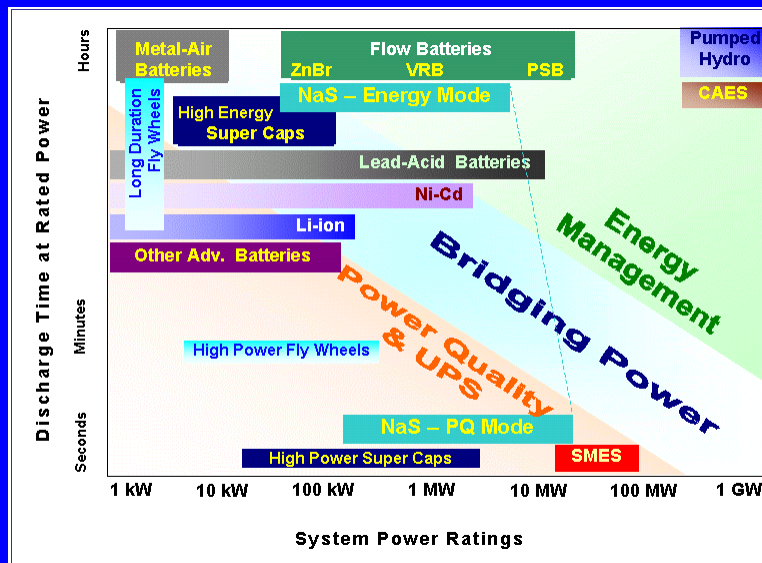 Discharge Time at Rated Power
Hours
Minutes
Seconds
Metal-Air
Batteries
Flow Batteries
ZnBr VRB PSB
Pumped
Hydro
CAES
NaS – Energy Mode
Long Duration
Fly Wheels
High Energy
Super Caps
Lead-Acid Batteries
Ni-Cd
Li-ion
Other Adv. Batteries
Energy
Management
Bridging Power
Power Quality
& UPS
High Power Fly Wheels
NaS – PQ Mode
High Power Super Caps
SMES
1 kW 10 kW 100 kW 1 MW 10 MW 100 MW 1 GW
System Power Ratings